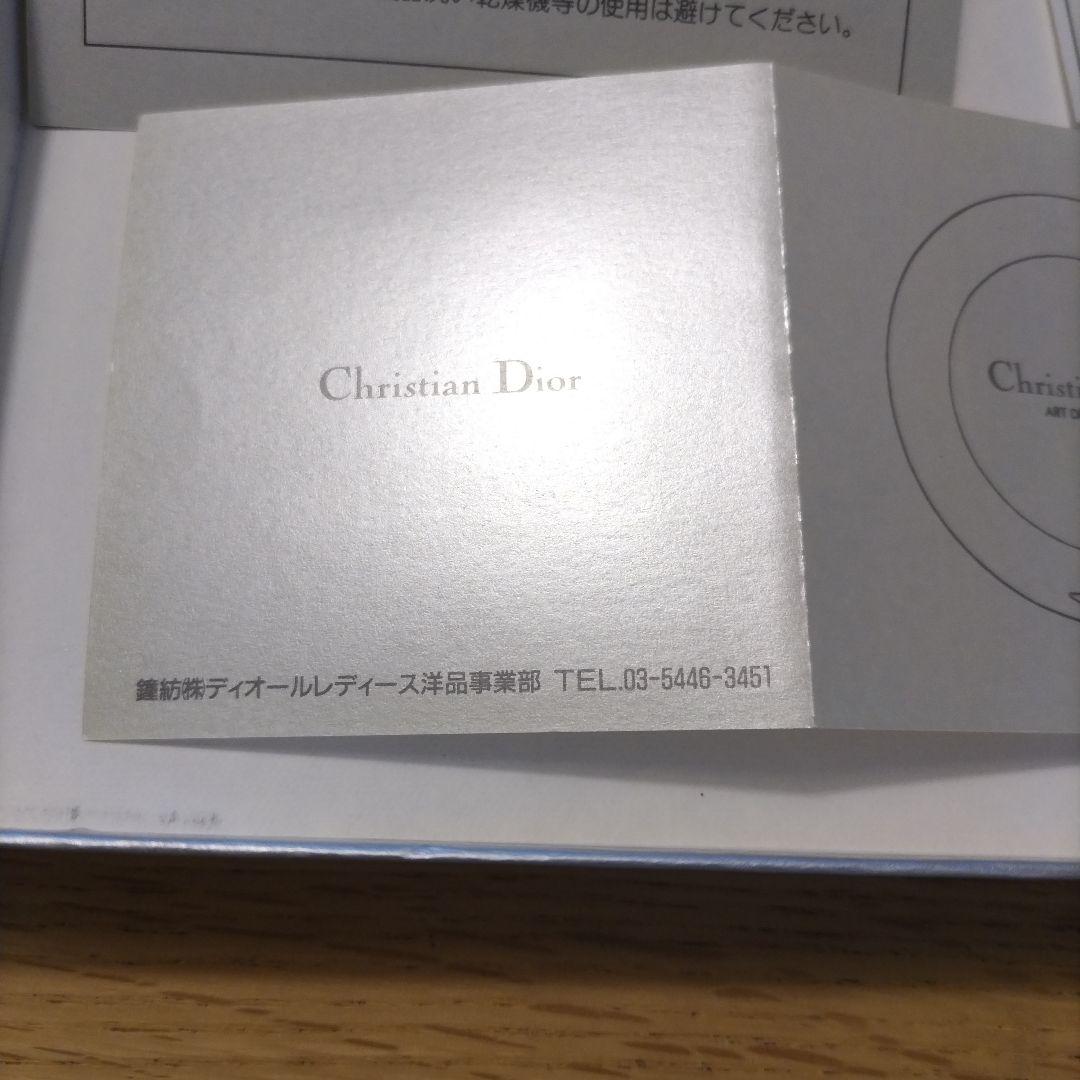 乾燥機等の使用は避けてください。
Christian Dior
Christi
ART D
鐘紡㈱ディオールレディース洋品事業部 TEL.03-5446-3451